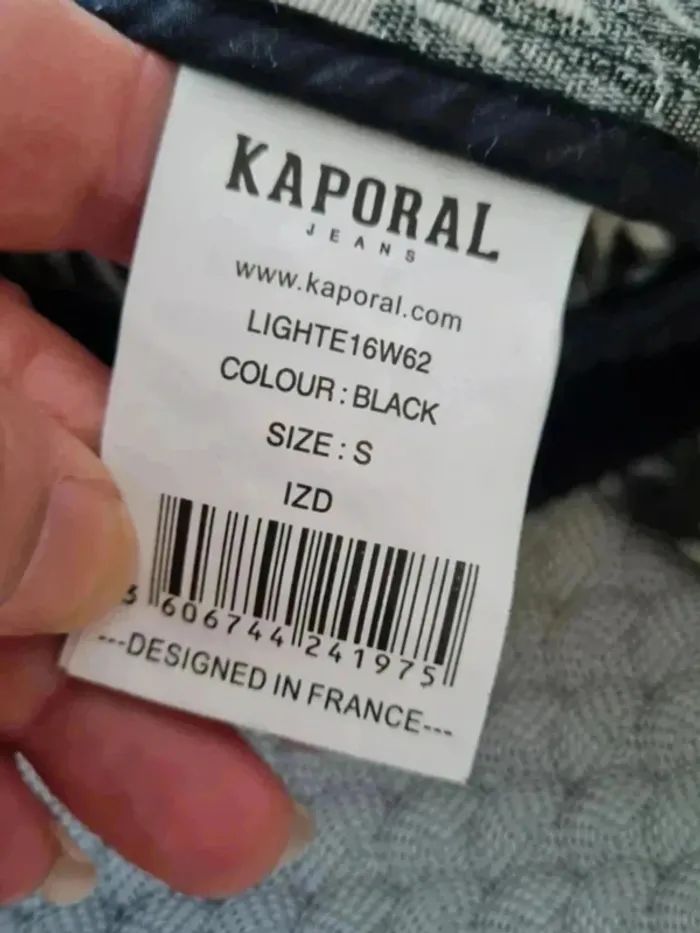 KAPORAL
JEANS
www.kaporal.com
LIGHTE16W62
COLOUR : BLACK
SIZE : S
IZD
3 606744 241975
---DESIGNED IN FRANCE---